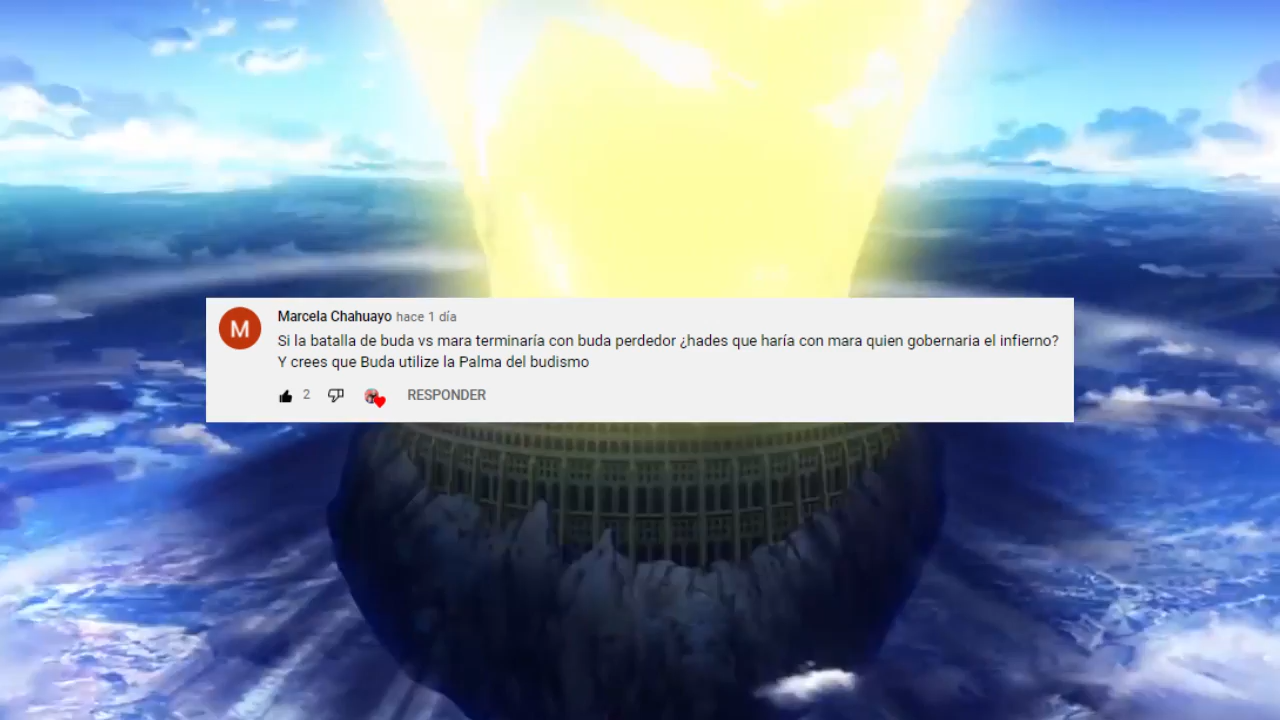 M
Marcela Chahuayo hace 1 día
Si la batalla de buda vs mara terminaría con buda perdedor ¿hades que haría con mara quien gobernaria el infierno?
Y crees que Buda utilize la Palma del budismo
2 RESPONDER